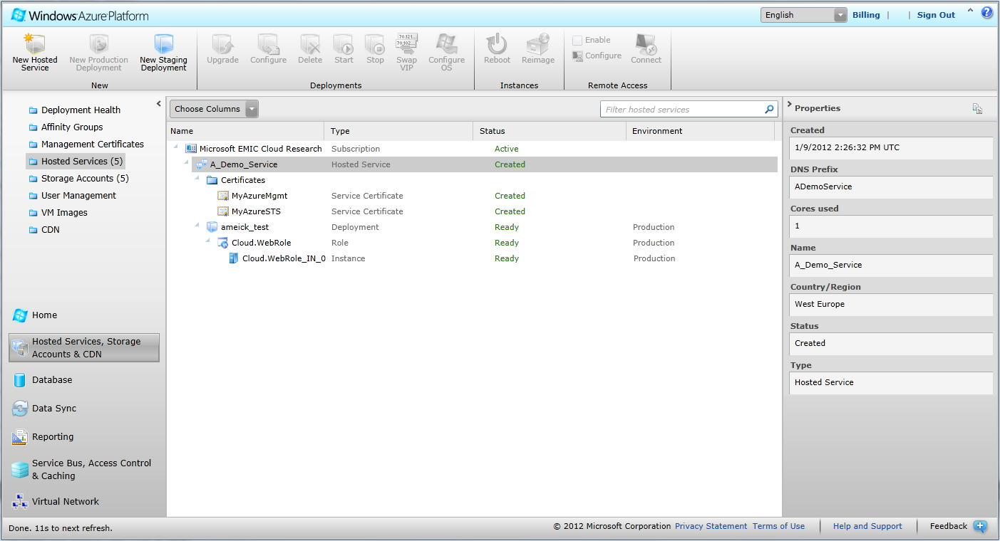 Windows Azure Platform
English
Billing | | Sign Out
New Hosted Service
New Production Deployment
New Staging Deployment
New
Upgrade
Configure
Delete
Start
Stop
70,121...
70,102...
Swap VIP
Configure OS
Deployments
Reboot
Reimage
Instances
Enable
Configure
Connect
Remote Access
Deployment Health
Affinity Groups
Management Certificates
Hosted Services (5)
Storage Accounts (5)
User Management
VM Images
CDN
Home
Hosted Services, Storage
Accounts & CDN
Database
Data Sync
Reporting
Service Bus, Access Control
& Caching
Virtual Network
Choose Columns
Filter hosted services
Name Type Status Environment
Microsoft EMIC Cloud Research Subscription Active
A_Demo_Service Hosted Service Created
Certificates
MyAzureMgmt Service Certificate Created
MyAzureSTS Service Certificate Created
ameick_test Deployment Ready Production
Cloud.WebRole Role Ready Production
Cloud.WebRole_IN_0 Instance Ready Production
Properties
Created
1/9/2012 2:26:32 PM UTC
DNS Prefix
ADemoService
Cores used
1
Name
A_Demo_Service
Country/Region
West Europe
Status
Created
Type
Hosted Service
Done. 11s to next refresh.
© 2012 Microsoft Corporation Privacy Statement Terms of Use | Help and Support | Feedback